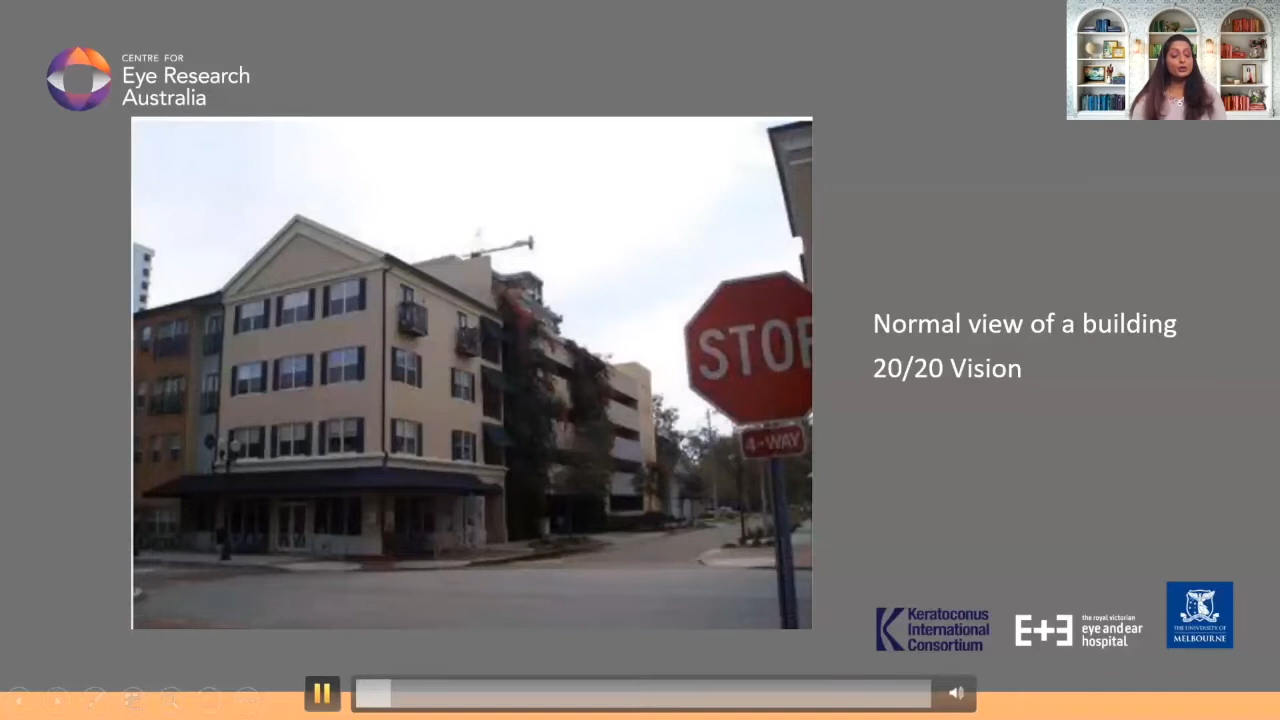 CENTRE FOR
Eye Research
Australia
STOP
4-WAY
Normal view of a building
20/20 Vision
Keratoconus
International
Consortium
E+E
the royal victorian
eye and ear
hospital
THE UNIVERSITY OF
MELBOURNE